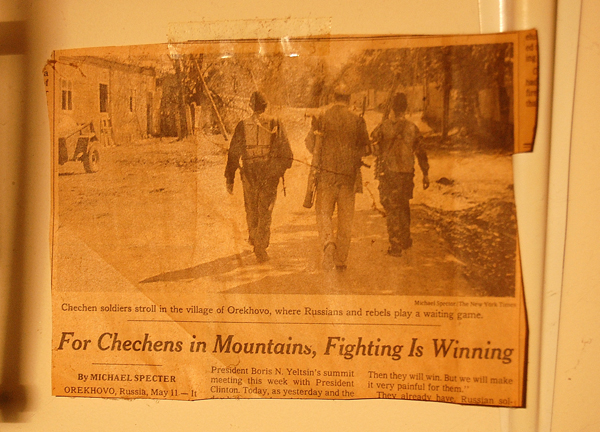 Michael Specter/The New York Times
Chechen soldiers stroll in the village of Orekhovo, where Russians and rebels play a waiting game.
For Chechens in Mountains, Fighting Is Winning
By MICHAEL SPECTER
OREKHOVO, Russia, May 11 — It
President Boris N. Yeltsin's summit
meeting this week with President
Clinton. Today, as yesterday and the
Then they will win. But we will make
it very painful for them."
They already have. Russian sol-